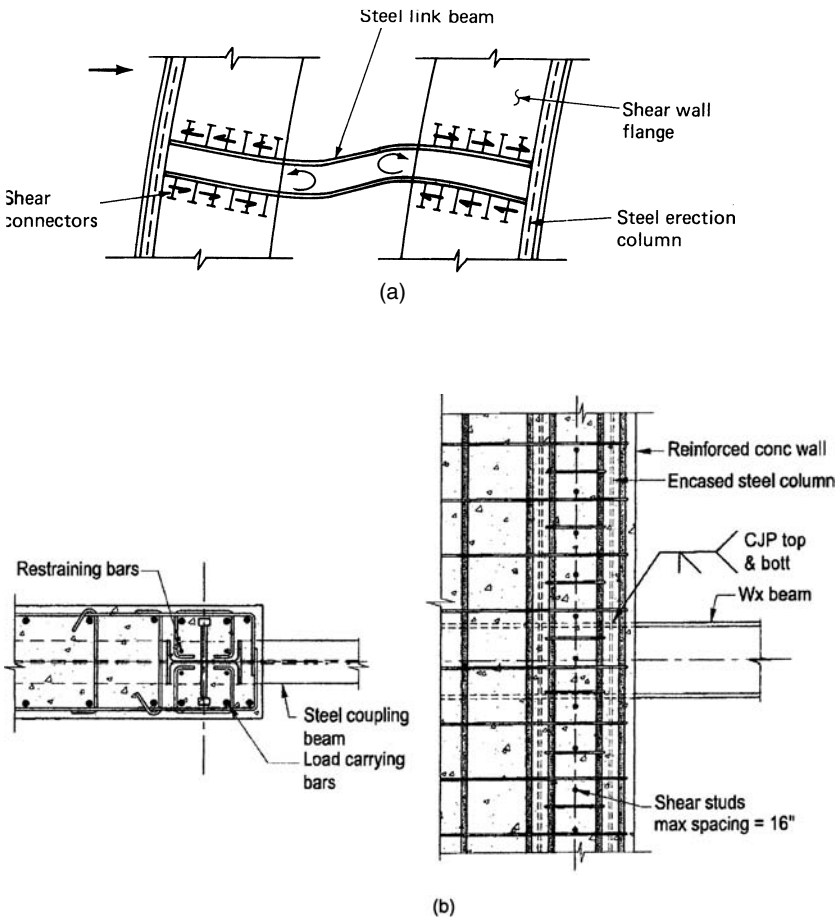 Steel link beam
Shear wall
flange
Shear
connectors
Steel erection
column
(a)
Reinforced conc wall
Encased steel column
CJP top
& bott
Wx beam
Restraining bars
Steel coupling
beam
Load carrying
bars
Shear studs
max spacing = 16"
(b)